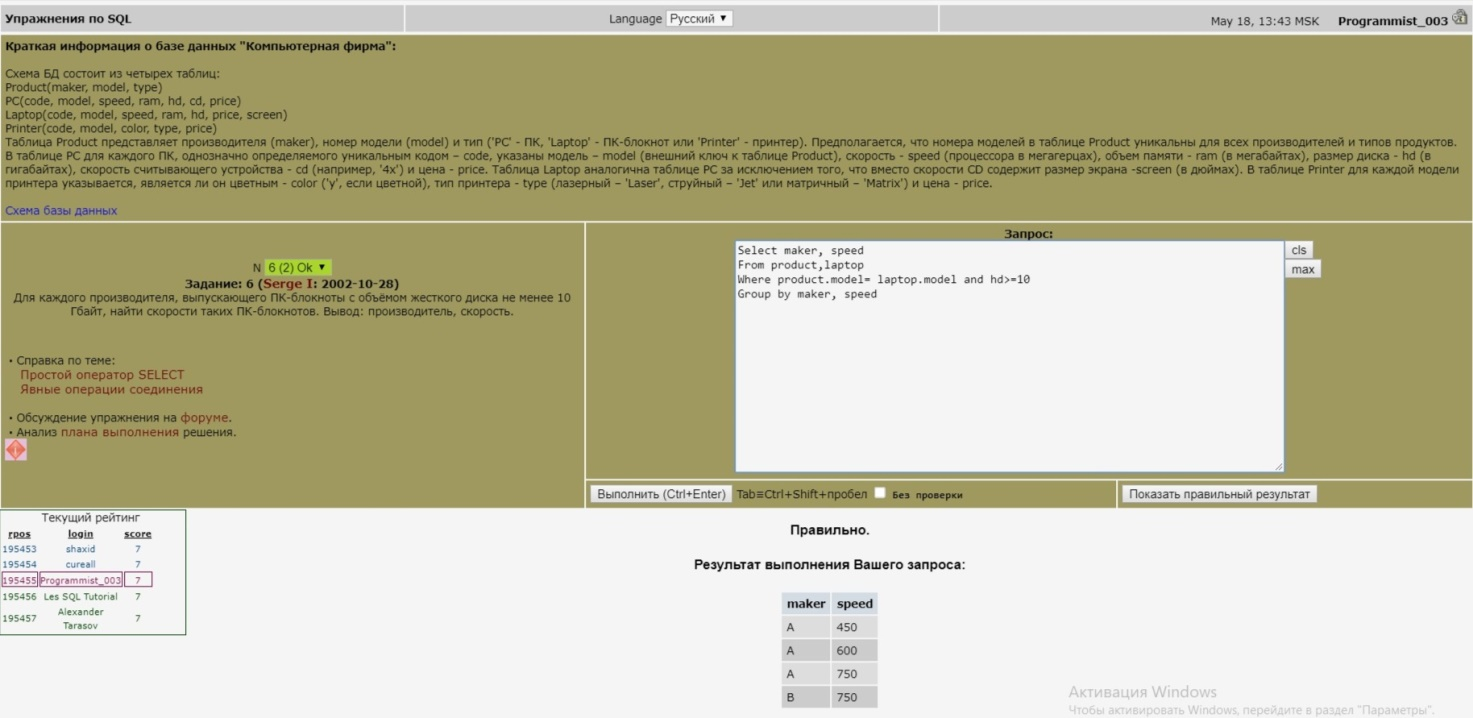 Упражнения по SQL
Language Русский ▼
May 18, 13:43 MSK Programmist_003
Краткая информация о базе данных "Компьютерная фирма":
Схема БД состоит из четырех таблиц:
Product(maker, model, type)
PC(code, model, speed, ram, hd, cd, price)
Laptop(code, model, speed, ram, hd, price, screen)
Printer(code, model, color, type, price)
Таблица Product представляет производителя (maker), номер модели (model) и тип ('PC' - ПК, 'Laptop' - ПК-блокнот или 'Printer' - принтер). Предполагается, что номера моделей в таблице Product уникальны для всех производителей и типов продуктов.
В таблице PC для каждого ПК, однозначно определяемого уникальным кодом – code, указаны модель – model (внешний ключ к таблице Product), скорость - speed (процессора в мегагерцах), объем памяти - ram (в мегабайтах), размер диска - hd (в
гигабайтах), скорость считывающего устройства - cd (например, '4x') и цена - price. Таблица Laptop аналогична таблице РС за исключением того, что вместо скорости CD содержит размер экрана -screen (в дюймах). В таблице Printer для каждой модели
принтера указывается, является ли он цветным - color ('y', если цветной), тип принтера - type (лазерный – 'Laser', струйный – 'Jet' или матричный – 'Matrix') и цена - price.
Схема базы данных
N 6 (2) Ok ▼
Задание: 6 (Serge I: 2002-10-28)
Для каждого производителя, выпускающего ПК-блокноты с объёмом жесткого диска не менее 10
Гбайт, найти скорости таких ПК-блокнотов. Вывод: производитель, скорость.
• Справка по теме:
Простой оператор SELECT
Явные операции соединения
• Обсуждение упражнения на форуме.
• Анализ плана выполнения решения.
Запрос:
Select maker, speed
From product,laptop
Where product.model= laptop.model and hd>=10
Group by maker, speed
cls
max
Выполнить (Ctrl+Enter) Tab≡Ctrl+Shift+пробел Без проверки
Показать правильный результат
Текущий рейтинг
rpos login score
195453 shaxid 7
195454 cureall 7
195455 Programmist_003 7
195456 Les SQL Tutorial 7
195457 Alexander Tarasov 7
Правильно.
Результат выполнения Вашего запроса:
maker speed
A 450
A 600
A 750
B 750
Активация Windows
Чтобы активировать Windows, перейдите в раздел "Параметры".